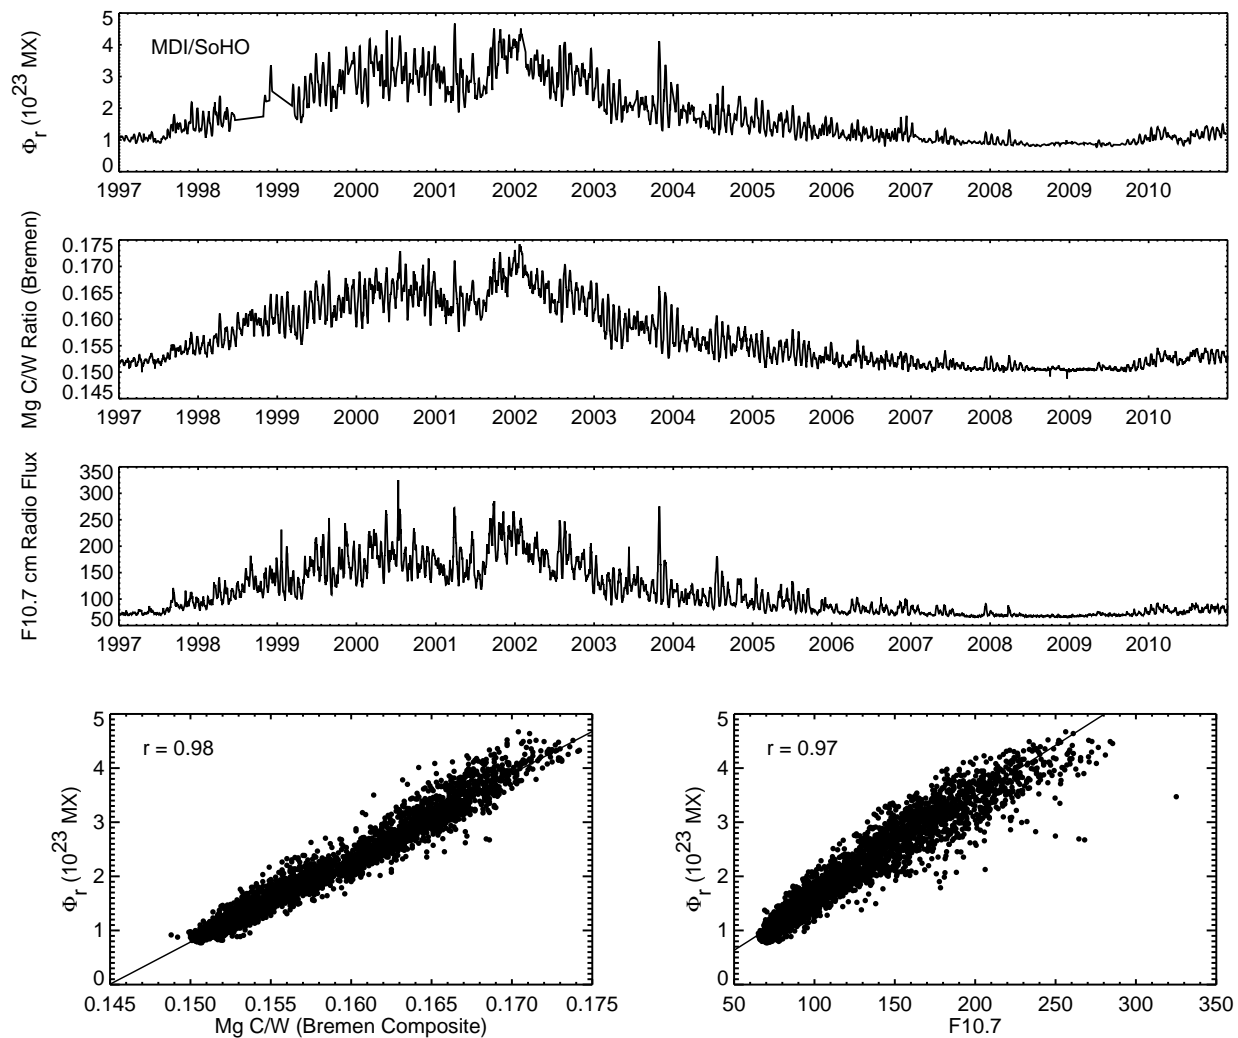 MDI/SoHO
Φr (10^23 MX)
5
4
3
2
1
0
1997 1998 1999 2000 2001 2002 2003 2004 2005 2006 2007 2008 2009 2010
Mg C/W Ratio (Bremen)
0.175
0.170
0.165
0.160
0.155
0.150
0.145
1997 1998 1999 2000 2001 2002 2003 2004 2005 2006 2007 2008 2009 2010
F10.7 cm Radio Flux
350
300
250
200
150
100
50
1997 1998 1999 2000 2001 2002 2003 2004 2005 2006 2007 2008 2009 2010
r = 0.98
Φr (10^23 MX)
5
4
3
2
1
0
0.145 0.150 0.155 0.160 0.165 0.170 0.175
Mg C/W (Bremen Composite)
r = 0.97
Φr (10^23 MX)
5
4
3
2
1
0
50 100 150 200 250 300 350
F10.7